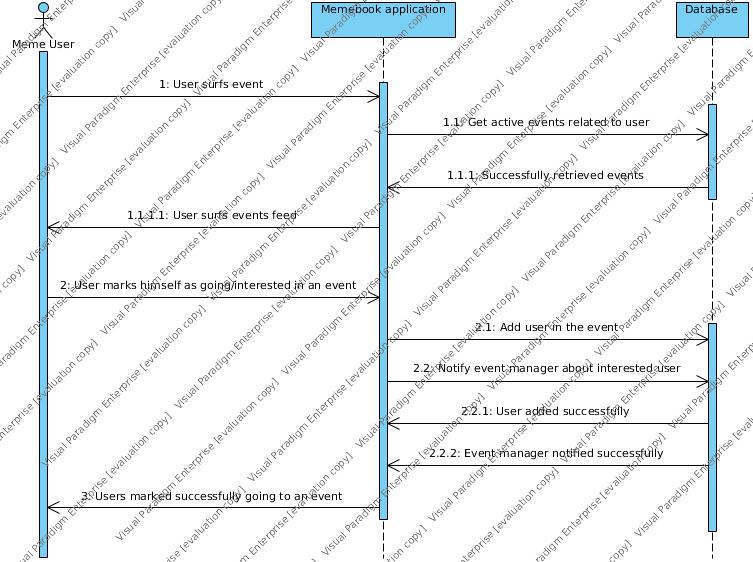 Memebook application
Database
Meme User
1: User surfs event
1.1: Get active events related to user
1.1.1: Successfully retrieved events
1.1.1.1: User surfs events feed
2: User marks himself as going/interested in an event
2.1: Add user in the event
2.2: Notify event manager about interested user
2.2.1: User added successfully
2.2.2: Event manager notified successfully
3: Users marked successfully going to an event
Visual Paradigm Enterprise [evaluation copy]